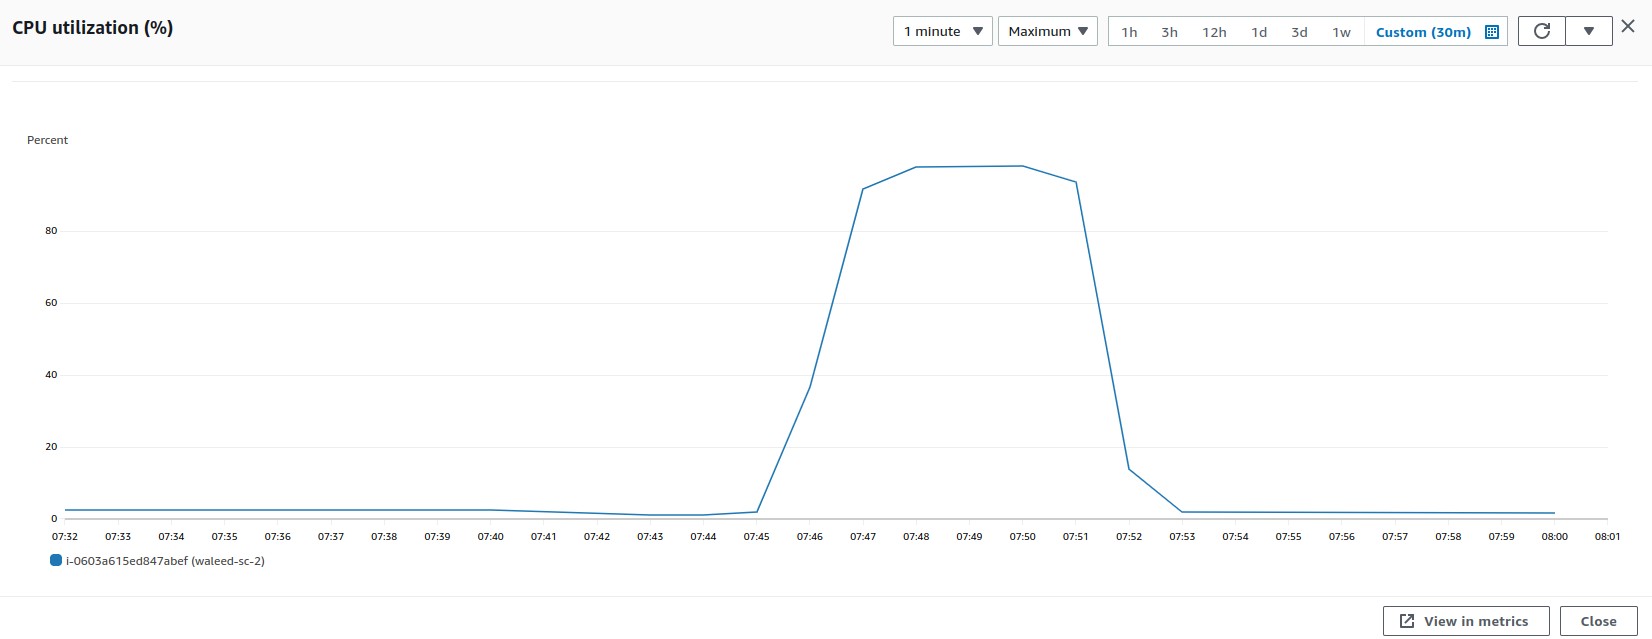 CPU utilization (%)
1 minute
Maximum
1h 3h 12h 1d 3d 1w Custom (30m)
Percent
80
60
40
20
0
07:32 07:33 07:34 07:35 07:36 07:37 07:38 07:39 07:40 07:41 07:42 07:43 07:44 07:45 07:46 07:47 07:48 07:49 07:50 07:51 07:52 07:53 07:54 07:55 07:56 07:57 07:58 07:59 08:00 08:01
i-0603a615ed847abef (waleed-sc-2)
View in metrics
Close